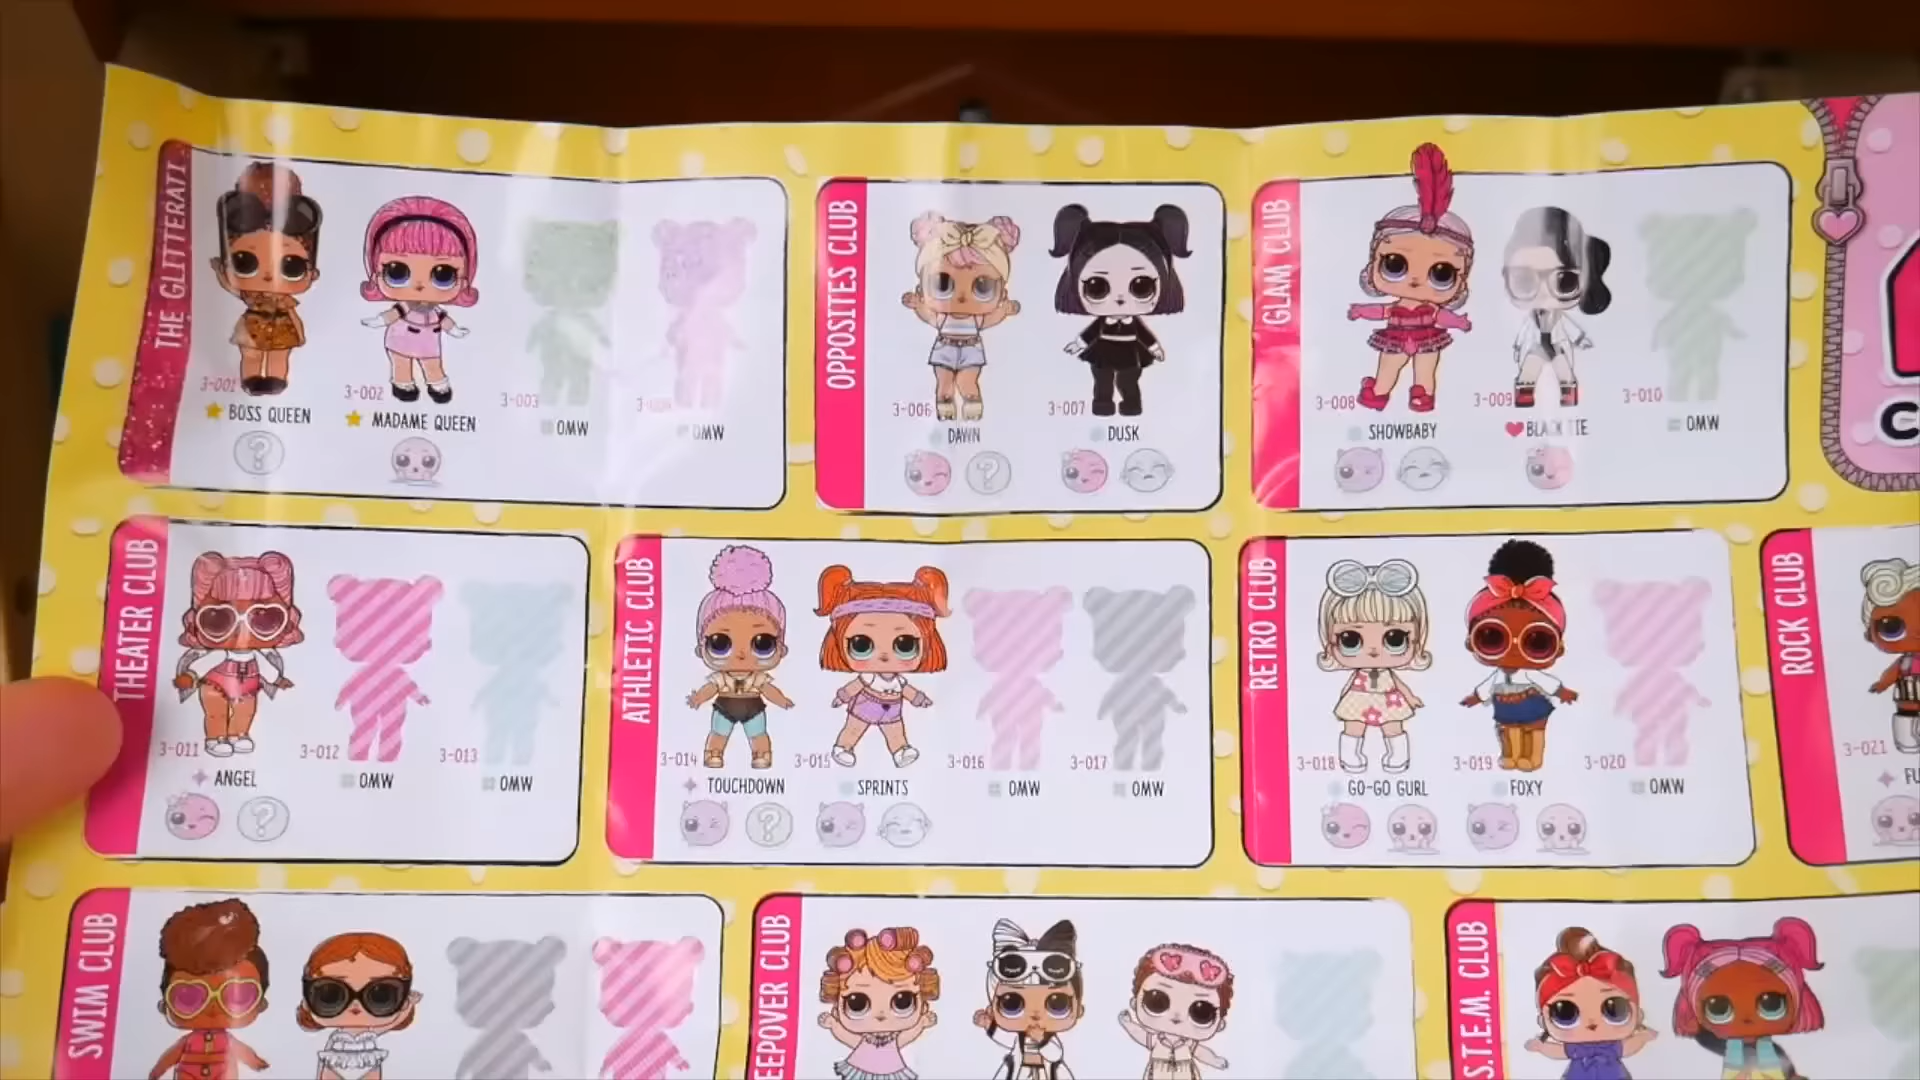 THE GLITTERATI
3-001
BOSS QUEEN
?
3-002
MADAME QUEEN
3-003
OMW
OMW
OPPOSITES CLUB
3-006
DAWN
?
3-007
DUSK
GLAM CLUB
3-008
SHOWBABY
3-009
BLACK TIE
3-010
OMW
C
THEATER CLUB
3-011
ANGEL
?
3-012
OMW
3-013
OMW
ATHLETIC CLUB
3-014
TOUCHDOWN
?
3-015
SPRINTS
3-016
OMW
3-017
OMW
RETRO CLUB
3-018
GO-GO GURL
3-019
FOXY
3-020
OMW
ROCK CLUB
3-021
FU
SWIM CLUB
EEPOVER CLUB
S.T.E.M. CLUB